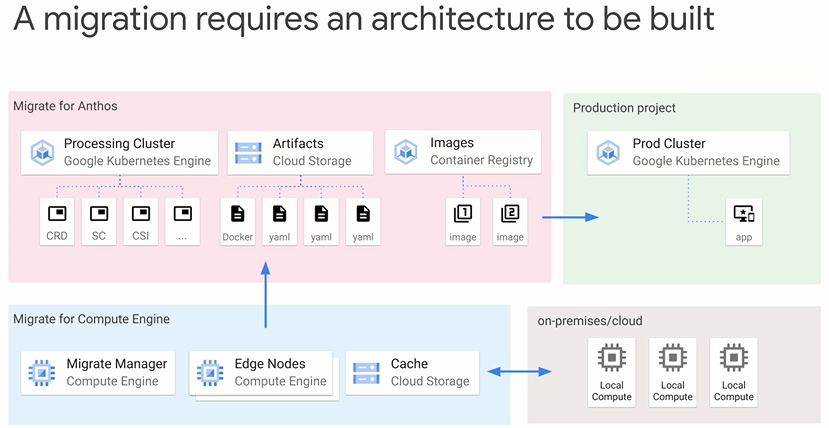 A migration requires an architecture to be built
Migrate for Anthos
Processing Cluster
Google Kubernetes Engine
Artifacts
Cloud Storage
Images
Container Registry
CRD
SC
CSI
...
Docker
yaml
yaml
yaml
1
image
2
image
Production project
Prod Cluster
Google Kubernetes Engine
app
Migrate for Compute Engine
Migrate Manager
Compute Engine
Edge Nodes
Compute Engine
Cache
Cloud Storage
on-premises/cloud
Local
Compute
Local
Compute
Local
Compute